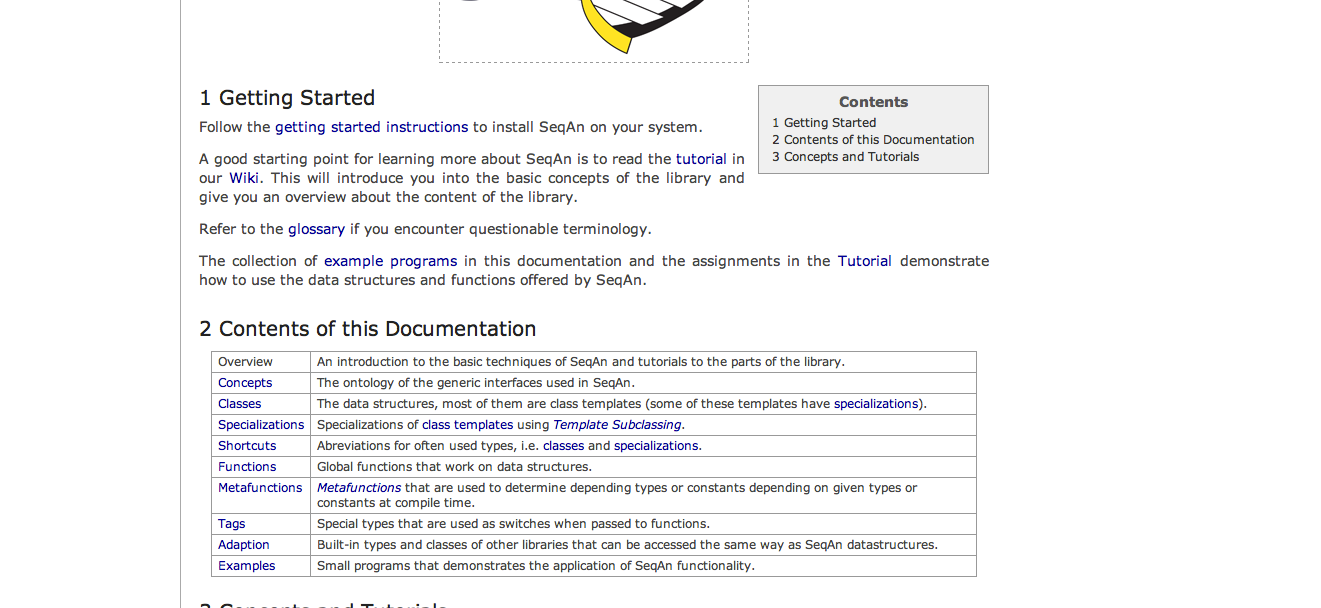 1 Getting Started
Follow the getting started instructions to install SeqAn on your system.
A good starting point for learning more about SeqAn is to read the tutorial in
our Wiki. This will introduce you into the basic concepts of the library and
give you an overview about the content of the library.
Refer to the glossary if you encounter questionable terminology.
The collection of example programs in this documentation and the assignments in the Tutorial demonstrate
how to use the data structures and functions offered by SeqAn.
Contents
1 Getting Started
2 Contents of this Documentation
3 Concepts and Tutorials
2 Contents of this Documentation
Overview An introduction to the basic techniques of SeqAn and tutorials to the parts of the library.
Concepts The ontology of the generic interfaces used in SeqAn.
Classes The data structures, most of them are class templates (some of these templates have specializations).
Specializations Specializations of class templates using Template Subclassing.
Shortcuts Abreviations for often used types, i.e. classes and specializations.
Functions Global functions that work on data structures.
Metafunctions Metafunctions that are used to determine depending types or constants depending on given types or
constants at compile time.
Tags Special types that are used as switches when passed to functions.
Adaption Built-in types and classes of other libraries that can be accessed the same way as SeqAn datastructures.
Examples Small programs that demonstrates the application of SeqAn functionality.
3 Concepts and Tutorials